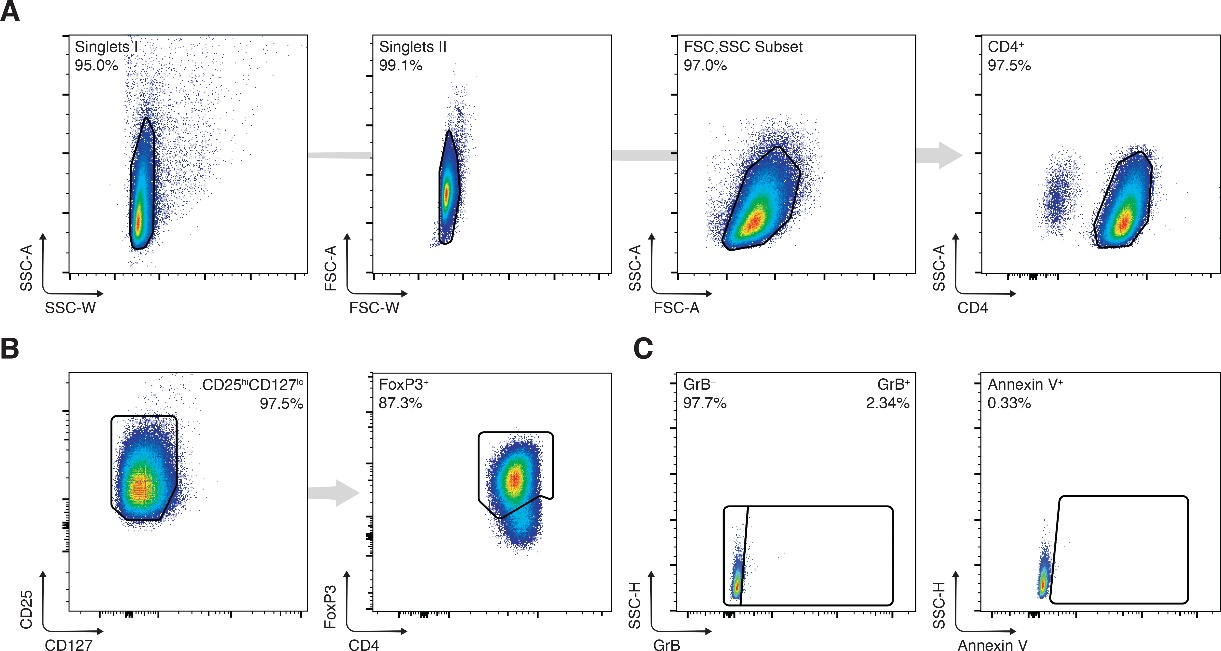 A
Singlets I
95.0%
SSC-A
SSC-W
Singlets II
99.1%
FSC-A
FSC-W
FSC,SSC Subset
97.0%
SSC-A
FSC-A
CD4⁺
97.5%
SSC-A
CD4
B
CD25ʰⁱCD127ˡᵒ
97.5%
CD25
CD127
FoxP3⁺
87.3%
FoxP3
CD4
C
GrB⁻
97.7%
GrB⁺
2.34%
SSC-H
GrB
Annexin V⁺
0.33%
SSC-H
Annexin V